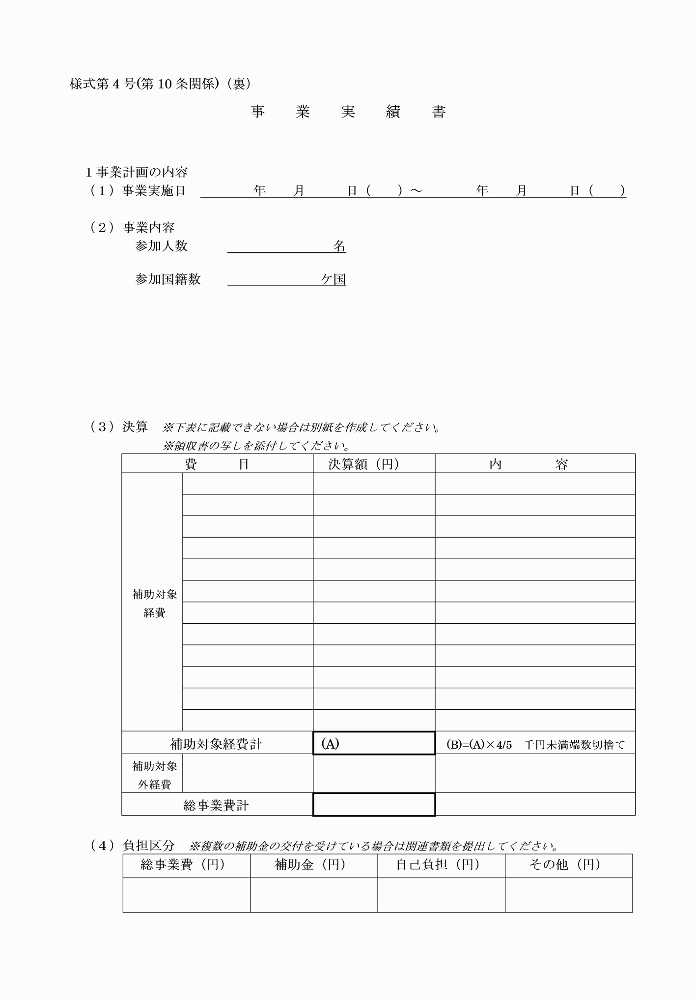 様式第 4 号(第 10 条関係)（裏）
事　業　実　績　書
１事業計画の内容
（１）事業実施日　　　　年　　月　　　日（　　）～　　　　年　　月　　　日（　　）
（２）事業内容
参加人数　　　　　　　　名
参加国籍数　　　　　　　ケ国
（３）決算　※下表に記載できない場合は別紙を作成してください。
※領収書の写しを添付してください。
費　　　目　　決算額（円）　　内　　　　容
補助対象
経費
補助対象経費計　(A)　(B)=(A)×4/5　千円未満端数切捨て
補助対象
外経費
総事業費計
（４）負担区分　※複数の補助金の交付を受けている場合は関連書類を提出してください。
総事業費（円）　補助金（円）　自己負担（円）　その他（円）